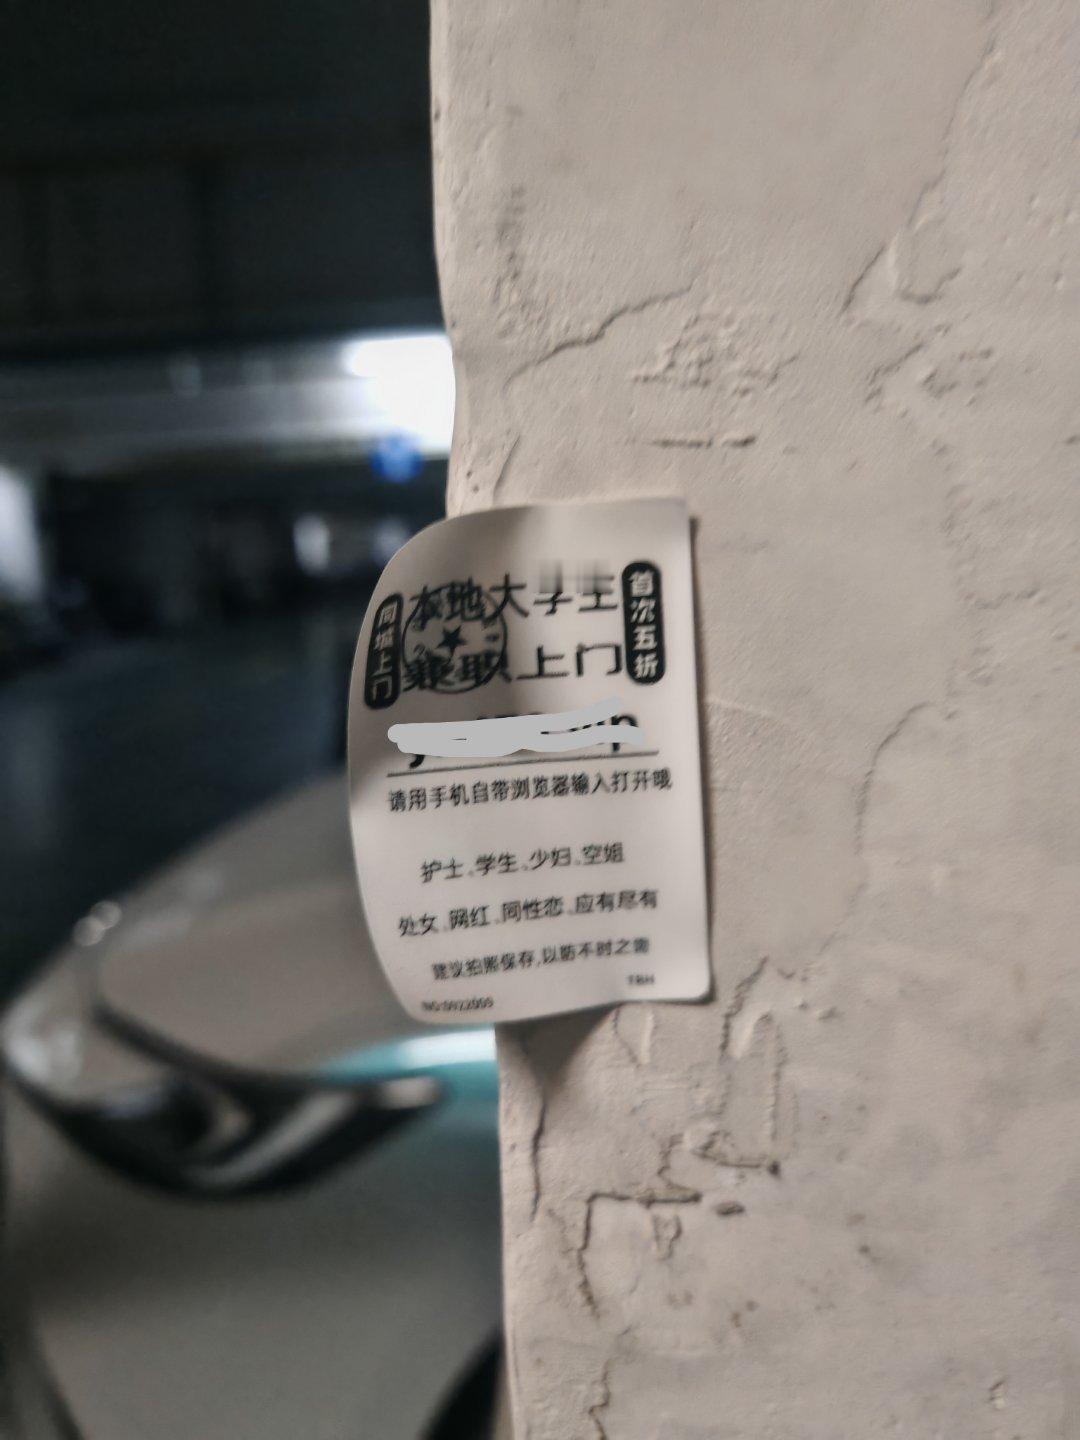 本地大学生
兼职上门
同城上门
首次五折
请用手机自带浏览器输入打开哦
护士、学生、少妇、空姐
处女、网红、同性恋、应有尽有
建议拍照保存,以防不时之需
TBH